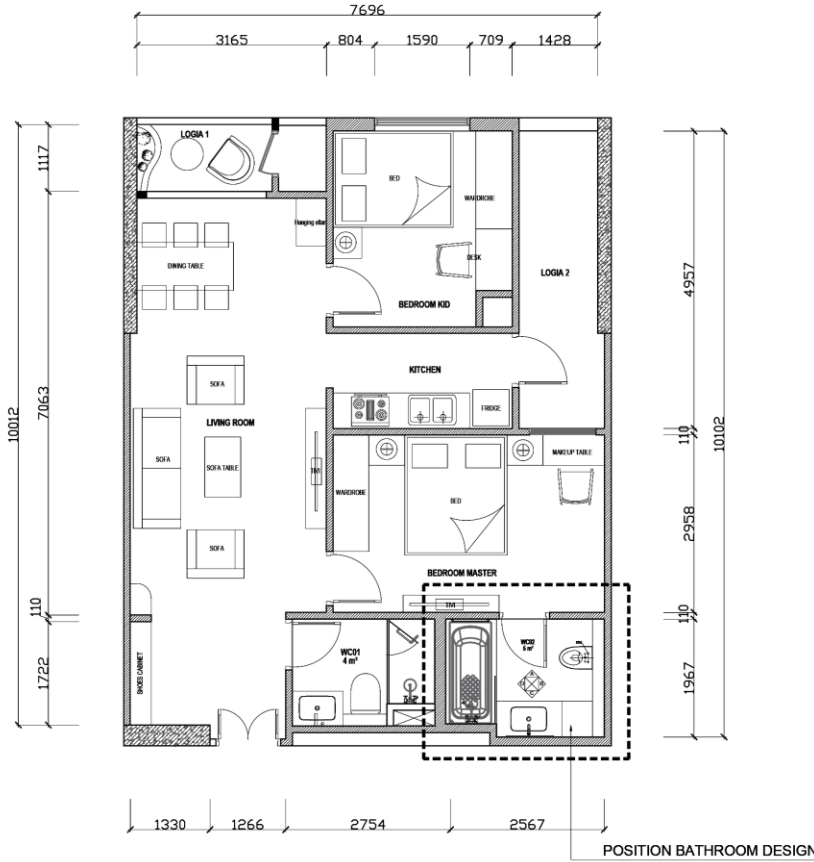 7696
3165
804
1590
709
1428
LOGIA 1
1117
BED
WARDROBE
DINING TABLE
DESK
LOGIA 2
BEDROOM KID
4957
KITCHEN
SOFA
FRIDGE
7063
10012
LIVING ROOM
110
10102
MAKEUP TABLE
SOFA
SOFA TABLE
TIVI
WARDROBE
BED
2958
SOFA
BEDROOM MASTER
TIVI
110
110
WC01
4 m²
WC02
5 m²
1722
SHOES CABINET
1967
1330
1266
2754
2567
POSITION BATHROOM DESIGN